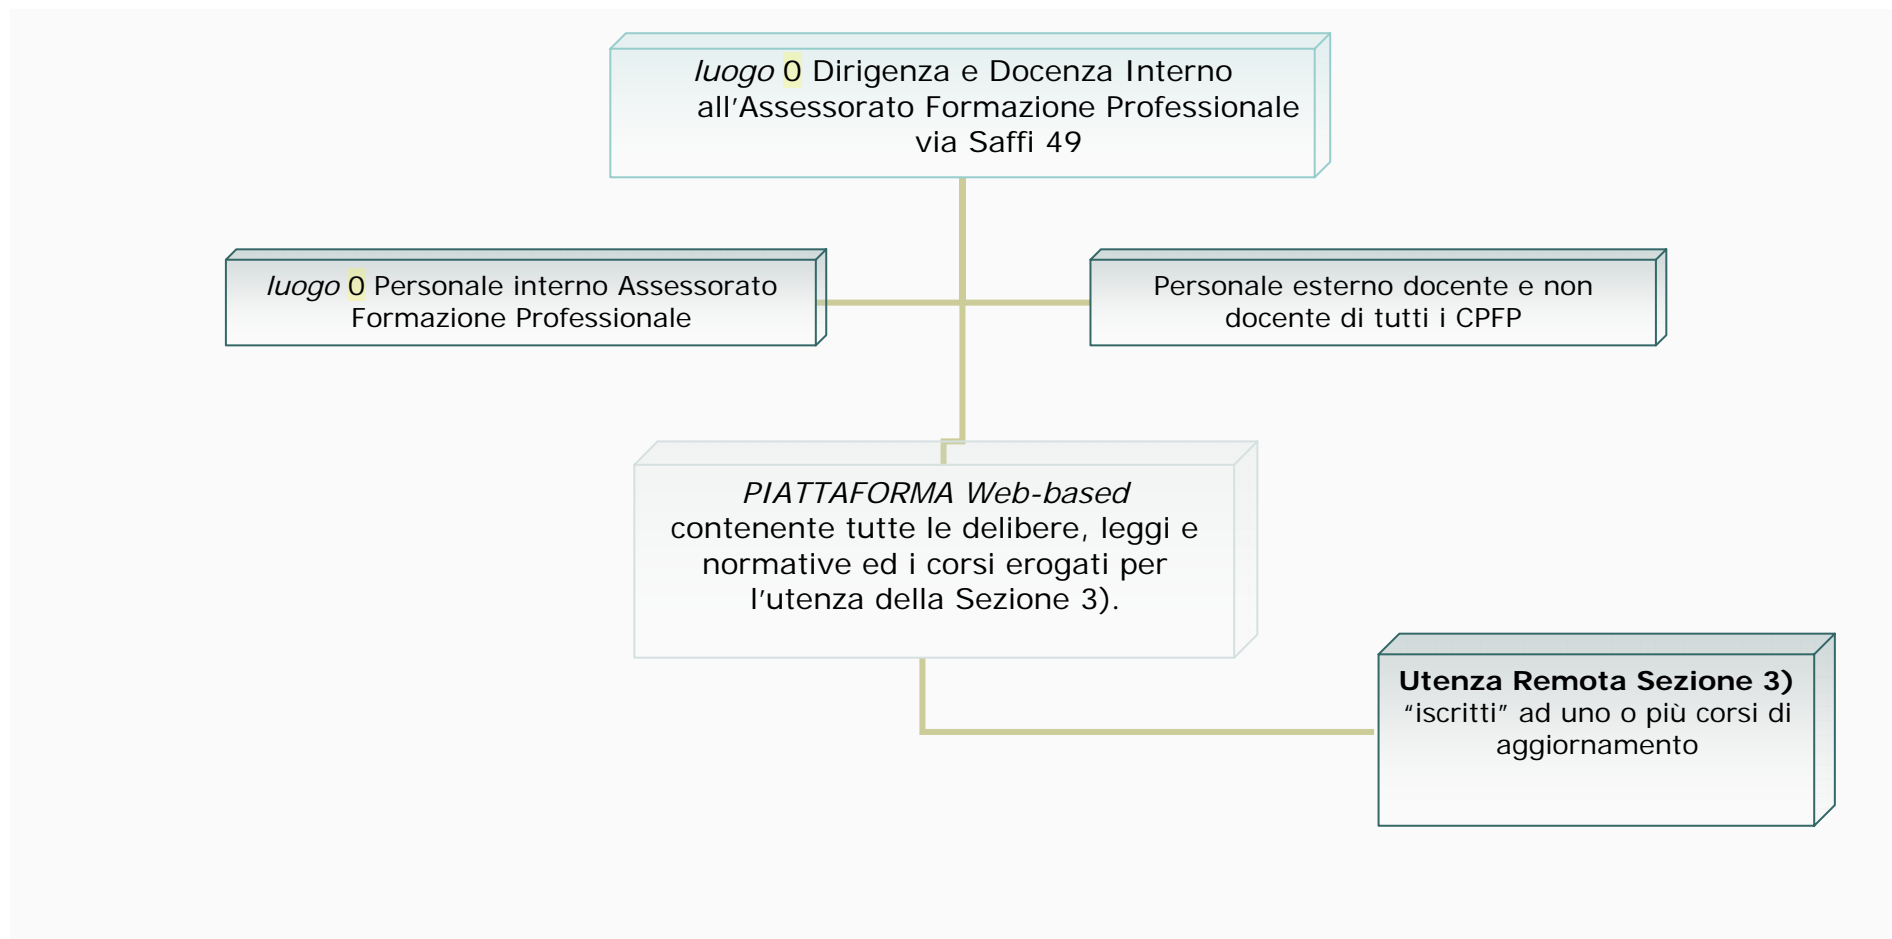 luogo 0 Dirigenza e Docenza Interno
all'Assessorato Formazione Professionale
via Saffi 49
luogo 0 Personale interno Assessorato
Formazione Professionale
Personale esterno docente e non
docente di tutti i CPFP
PIATTAFORMA Web-based
contenente tutte le delibere, leggi e
normative ed i corsi erogati per
l'utenza della Sezione 3).
Utenza Remota Sezione 3)
“iscritti” ad uno o più corsi di
aggiornamento